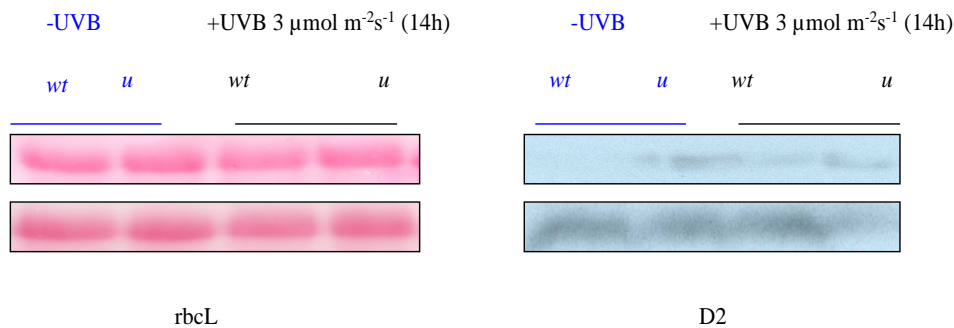 -UVB +UVB 3 µmol m-2s-1 (14h) -UVB +UVB 3 µmol m-2s-1 (14h)
wt u wt u wt u wt u
rbcL D2